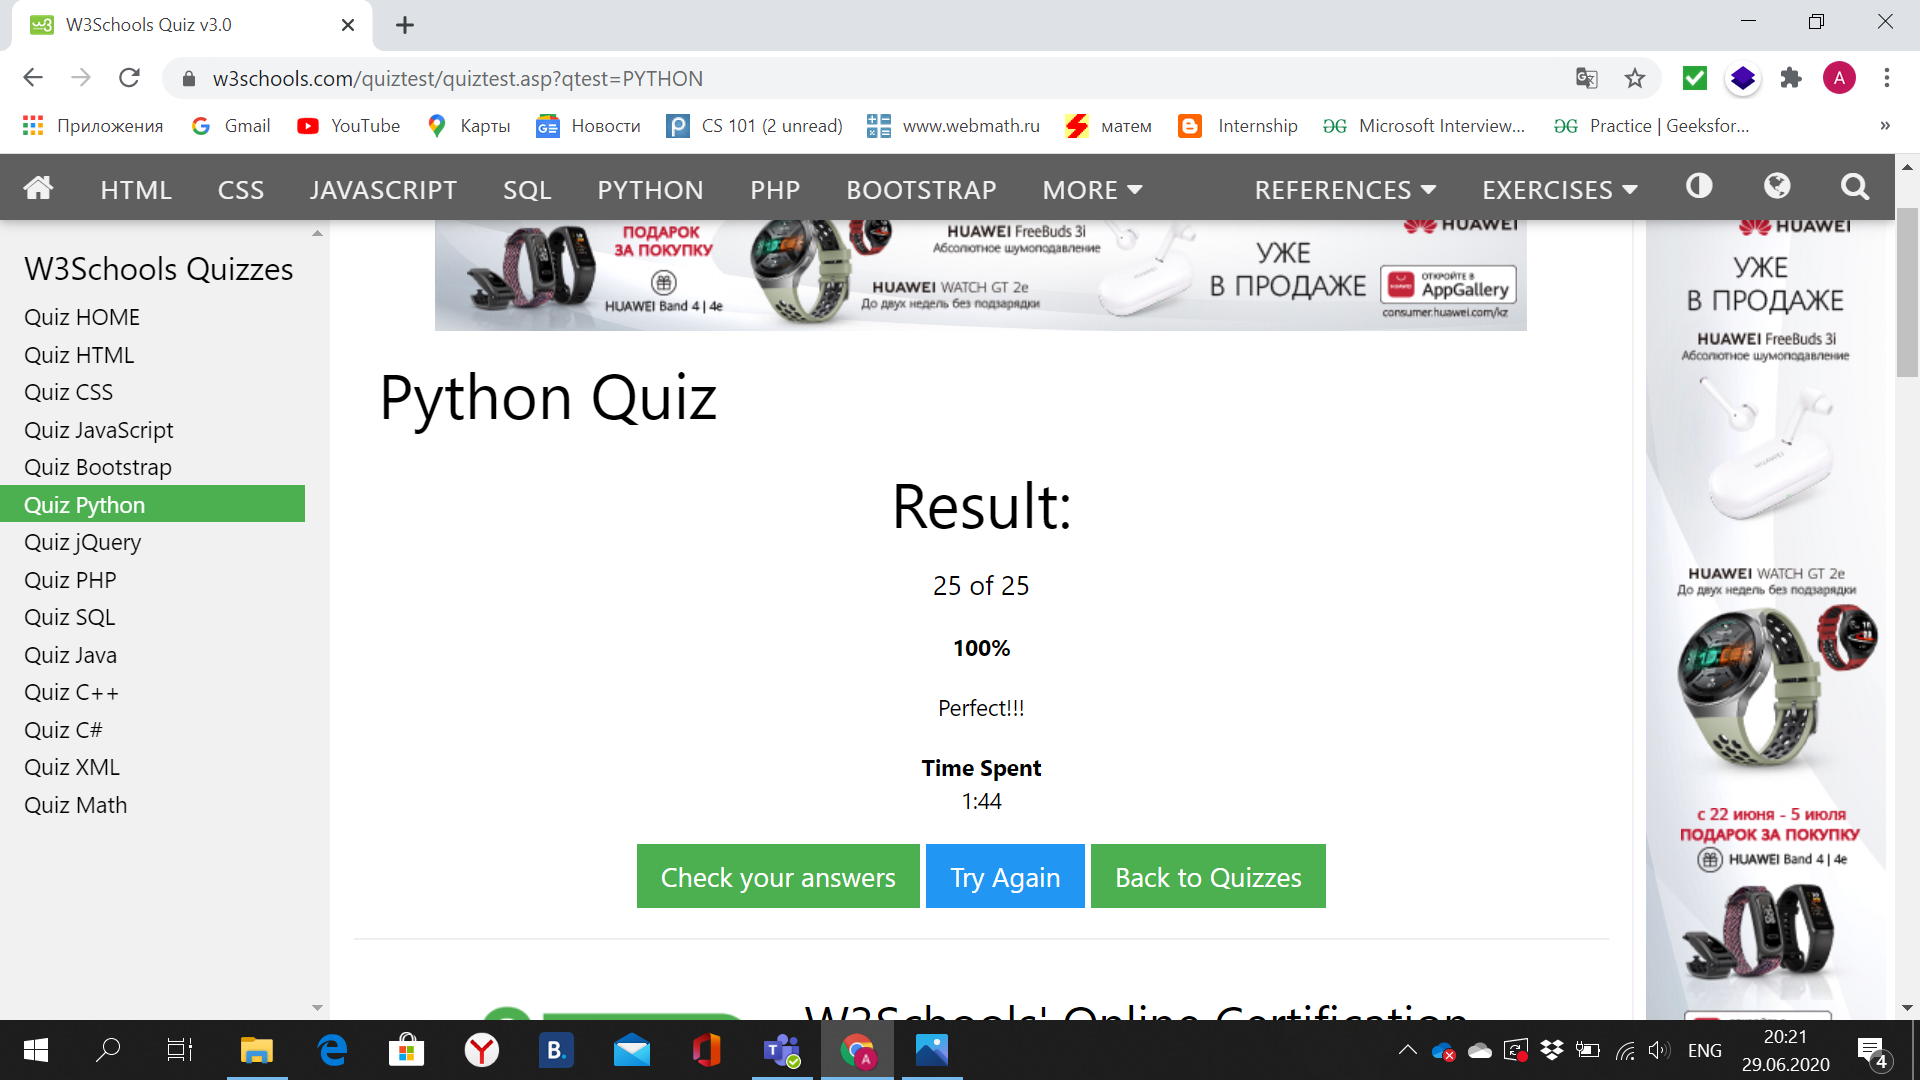 W3Schools Quiz v3.0
w3schools.com/quiztest/quiztest.asp?qtest=PYTHON
A
Приложения
Gmail
YouTube
Карты
Новости
CS 101 (2 unread)
www.webmath.ru
матем
Internship
Microsoft Interview...
Practice | Geeksfor...
»
HTML
CSS
JAVASCRIPT
SQL
PYTHON
PHP
BOOTSTRAP
MORE
REFERENCES
EXERCISES
W3Schools Quizzes
Quiz HOME
Quiz HTML
Quiz CSS
Quiz JavaScript
Quiz Bootstrap
Quiz Python
Quiz jQuery
Quiz PHP
Quiz SQL
Quiz Java
Quiz C++
Quiz C#
Quiz XML
Quiz Math
ПОДАРОК
ЗА ПОКУПКУ
HUAWEI Band 4 | 4e
HUAWEI FreeBuds 3i
Абсолютное шумоподавление
HUAWEI WATCH GT 2e
До двух недель без подзарядки
УЖЕ
В ПРОДАЖЕ
HUAWEI
ОТКРОЙТЕ В
AppGallery
consumer.huawei.com/kz
Python Quiz
Result:
25 of 25
100%
Perfect!!!
Time Spent
1:44
Check your answers
Try Again
Back to Quizzes
W3Schools' Online Certification
HUAWEI
УЖЕ
В ПРОДАЖЕ
HUAWEI FreeBuds 3i
Абсолютное шумоподавление
HUAWEI WATCH GT 2e
До двух недель без подзарядки
с 22 июня - 5 июля
ПОДАРОК ЗА ПОКУПКУ
HUAWEI Band 4 | 4e
ENG
20:21
29.06.2020
4